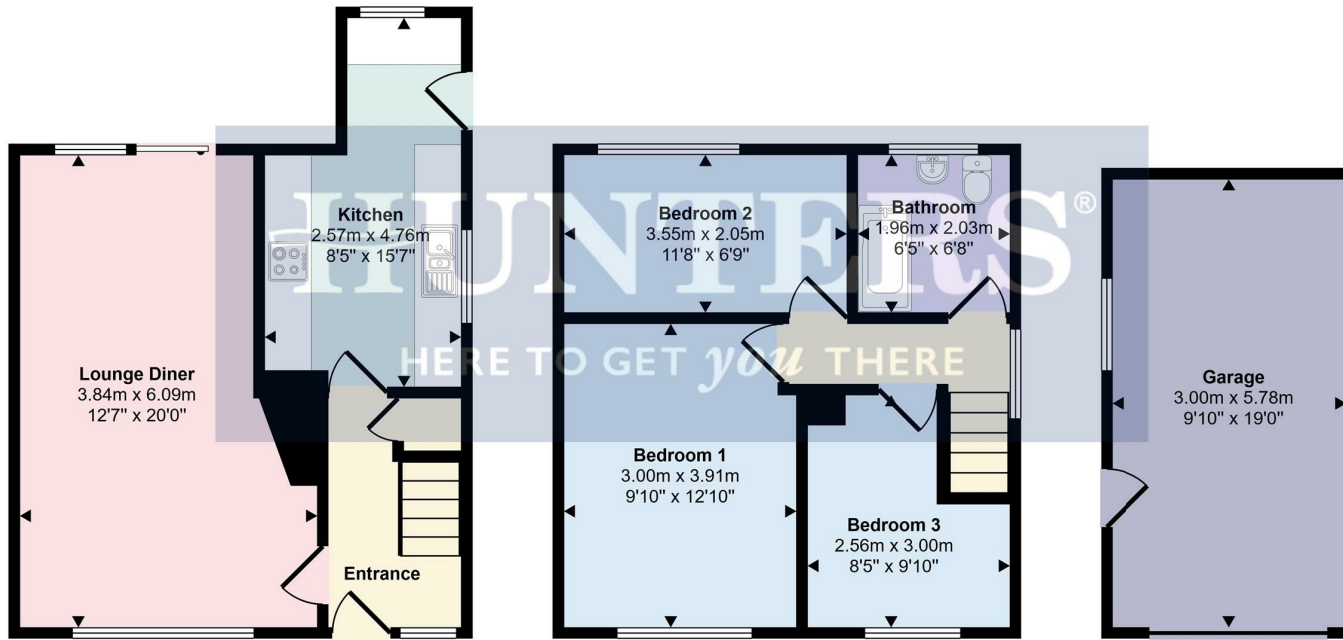 Kitchen
2.57m x 4.76m
8'5" x 15'7"
Lounge Diner
3.84m x 6.09m
12'7" x 20'0"
Entrance
Bedroom 2
3.55m x 2.05m
11'8" x 6'9"
Bathroom
1.96m x 2.03m
6'5" x 6'8"
Bedroom 1
3.00m x 3.91m
9'10" x 12'10"
Bedroom 3
2.56m x 3.00m
8'5" x 9'10"
Garage
3.00m x 5.78m
9'10" x 19'0"
HUNTERS®
HERE TO GET you THERE